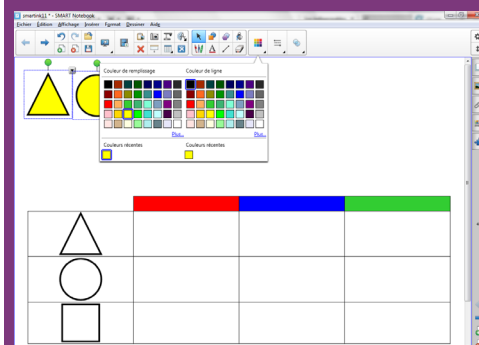 smartink11 * - SMART Notebook
Fichier Édition Affichage Insérer Format Dessiner Aide
Couleur de remplissage Couleur de ligne
Plus... Plus...
Couleurs récentes Couleurs récentes